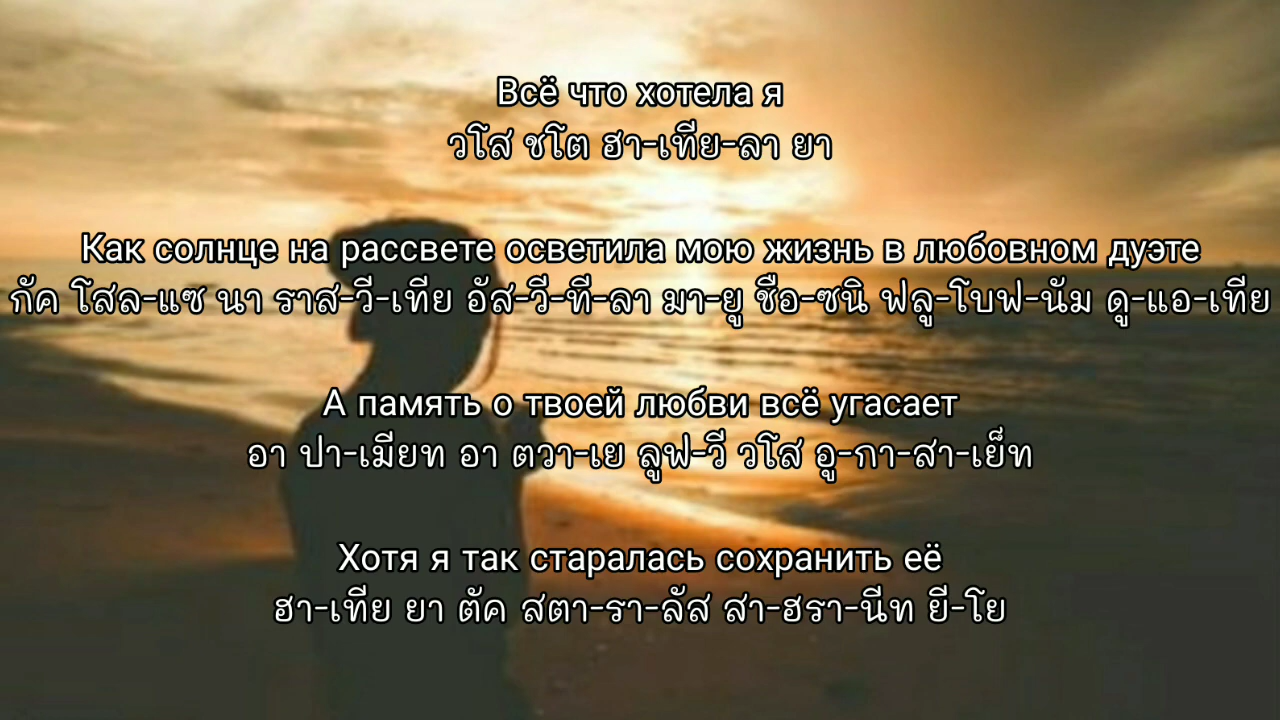 Всё что хотела я
วโส ชโต ฮา-เทีย-ลา ยา
Как солнце на рассвете осветила мою жизнь в любовном дуэте
กัค โสล-แซ นา ราส-วี-เทีย อัส-วี-ที-ลา มา-ยู ชือ-ซนิ ฟลู-โบฟ-นัม ดู-แอ-เทีย
А память о твоей любви всё угасает
อา ปา-เมียท อา ตวา-เย ลูฟ-วี วโส อู-กา-สา-เย็ท
Хотя я так старалась сохранить её
ฮา-เทีย ยา ตัค สตา-รา-ลัส สา-ฮรา-นีท ยี-โย